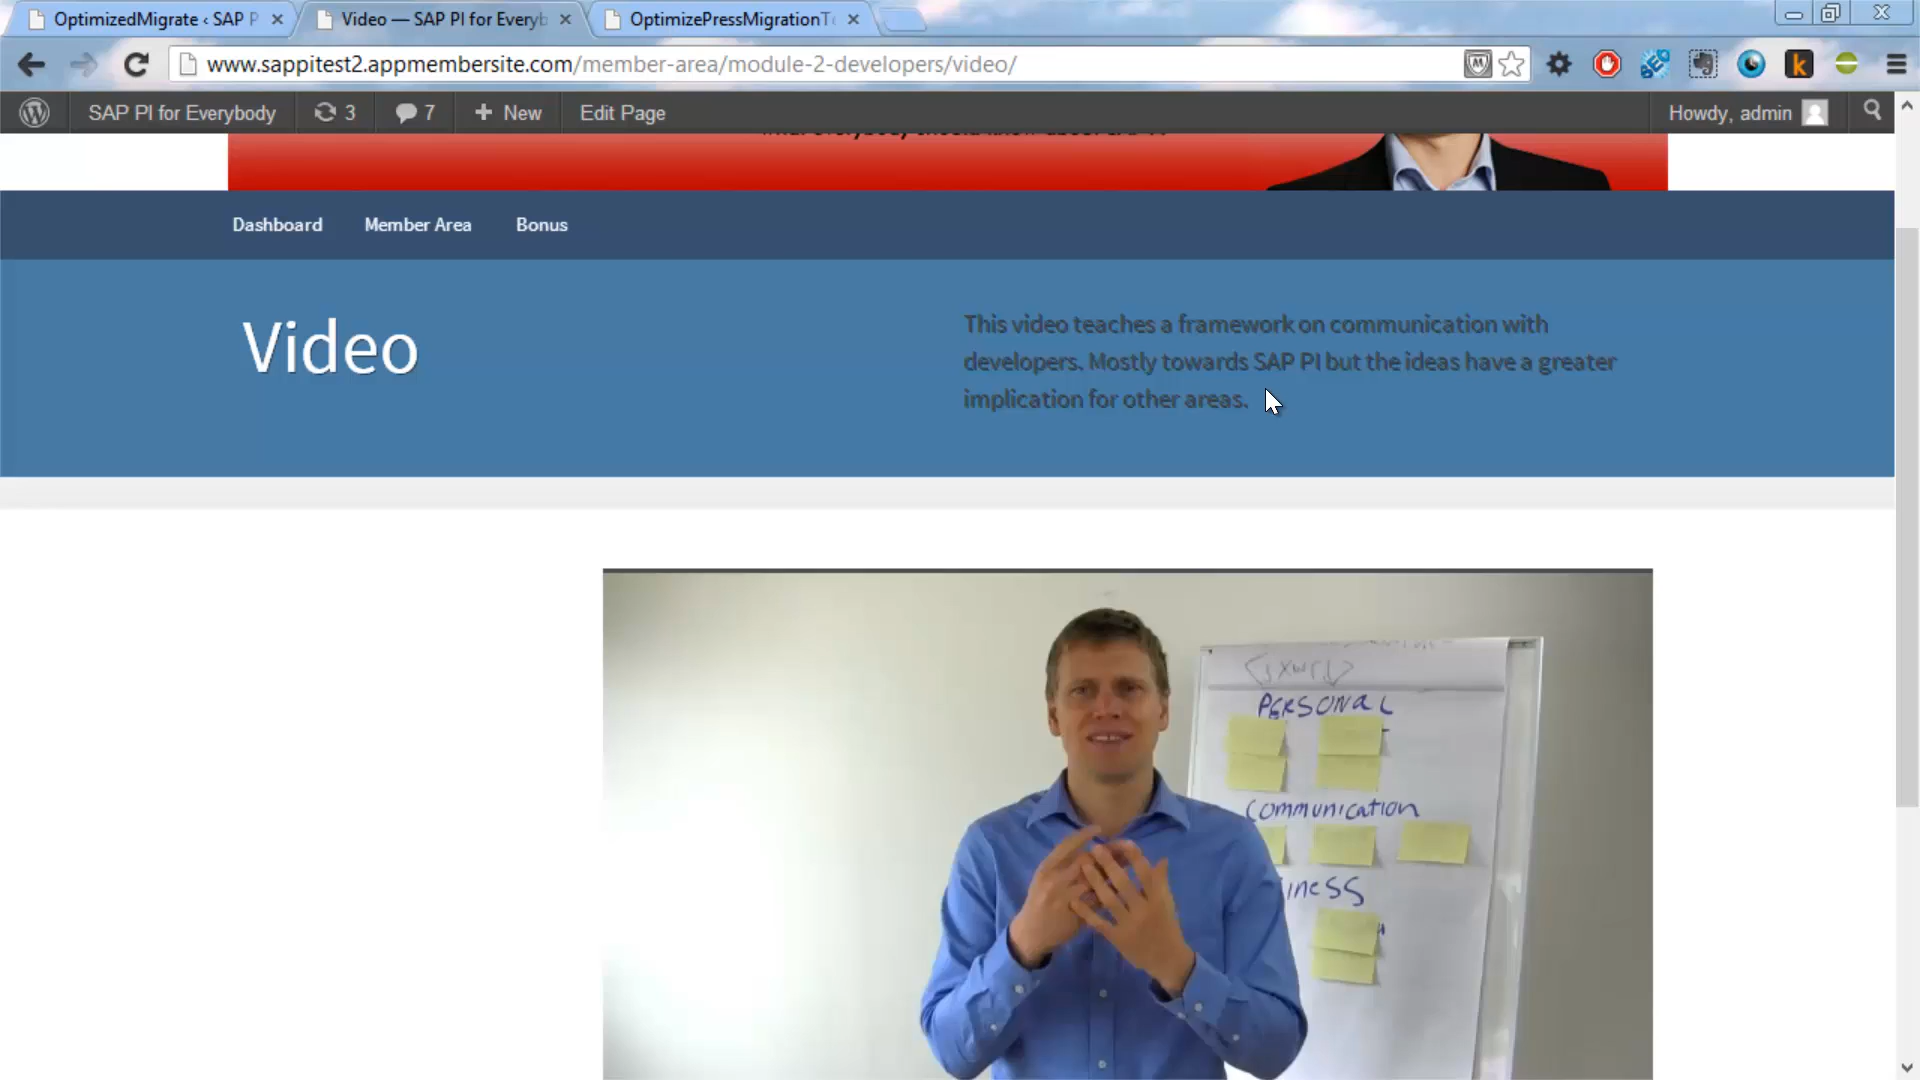 OptimizedMigrate ‹ SAP P
Video — SAP PI for Everyb
OptimizePressMigrationT
www.sappitest2.appmembersite.com/member-area/module-2-developers/video/
SAP PI for Everybody
3
7
+ New
Edit Page
Howdy, admin
Dashboard
Member Area
Bonus
Video
This video teaches a framework on communication with
developers. Mostly towards SAP PI but the ideas have a greater
implication for other areas.
PERSONAL
Communication
iness